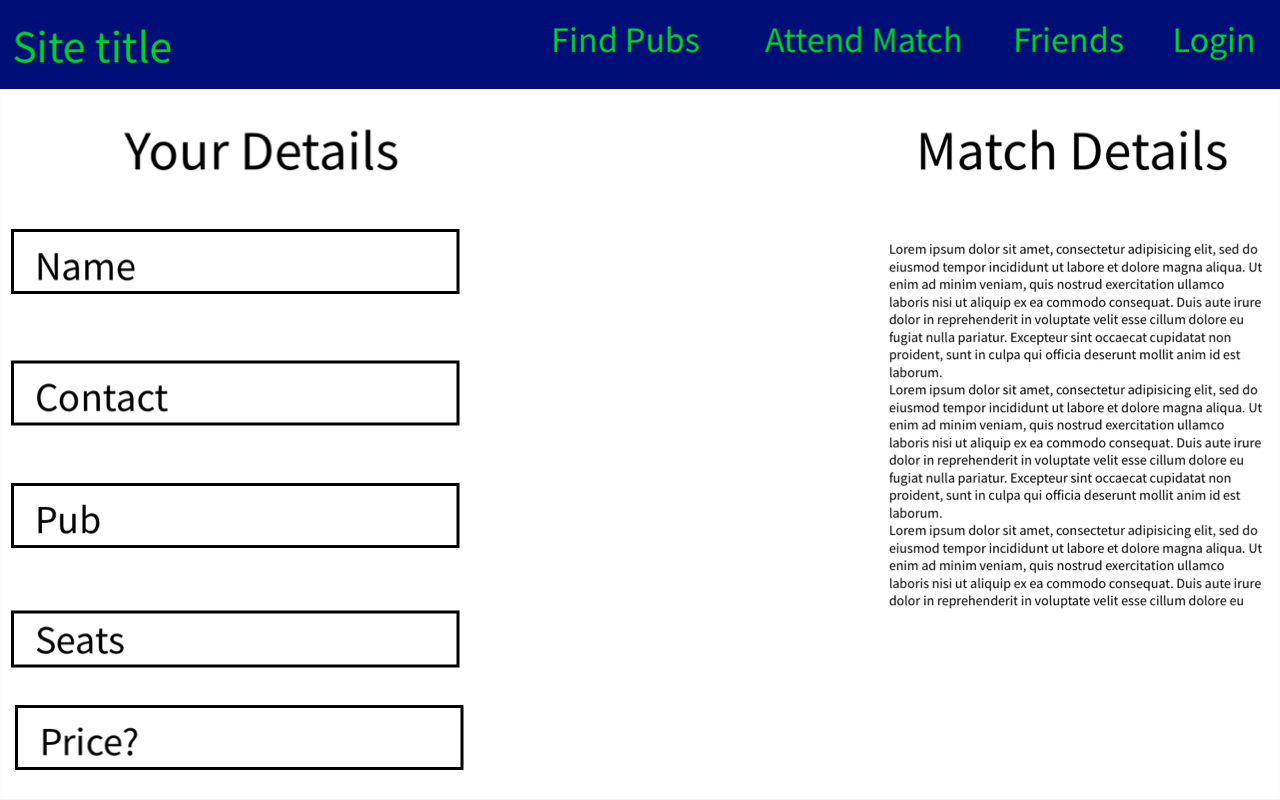 Site title
Find Pubs
Attend Match
Friends
Login
Your Details
Name
Contact
Pub
Seats
Price?
Match Details
Lorem ipsum dolor sit amet, consectetur adipisicing elit, sed do
eiusmod tempor incididunt ut labore et dolore magna aliqua. Ut
enim ad minim veniam, quis nostrud exercitation ullamco
laboris nisi ut aliquip ex ea commodo consequat. Duis aute irure
dolor in reprehenderit in voluptate velit esse cillum dolore eu
fugiat nulla pariatur. Excepteur sint occaecat cupidatat non
proident, sunt in culpa qui officia deserunt mollit anim id est
laborum.
Lorem ipsum dolor sit amet, consectetur adipisicing elit, sed do
eiusmod tempor incididunt ut labore et dolore magna aliqua. Ut
enim ad minim veniam, quis nostrud exercitation ullamco
laboris nisi ut aliquip ex ea commodo consequat. Duis aute irure
dolor in reprehenderit in voluptate velit esse cillum dolore eu
fugiat nulla pariatur. Excepteur sint occaecat cupidatat non
proident, sunt in culpa qui officia deserunt mollit anim id est
laborum.
Lorem ipsum dolor sit amet, consectetur adipisicing elit, sed do
eiusmod tempor incididunt ut labore et dolore magna aliqua. Ut
enim ad minim veniam, quis nostrud exercitation ullamco
laboris nisi ut aliquip ex ea commodo consequat. Duis aute irure
dolor in reprehenderit in voluptate velit esse cillum dolore eu